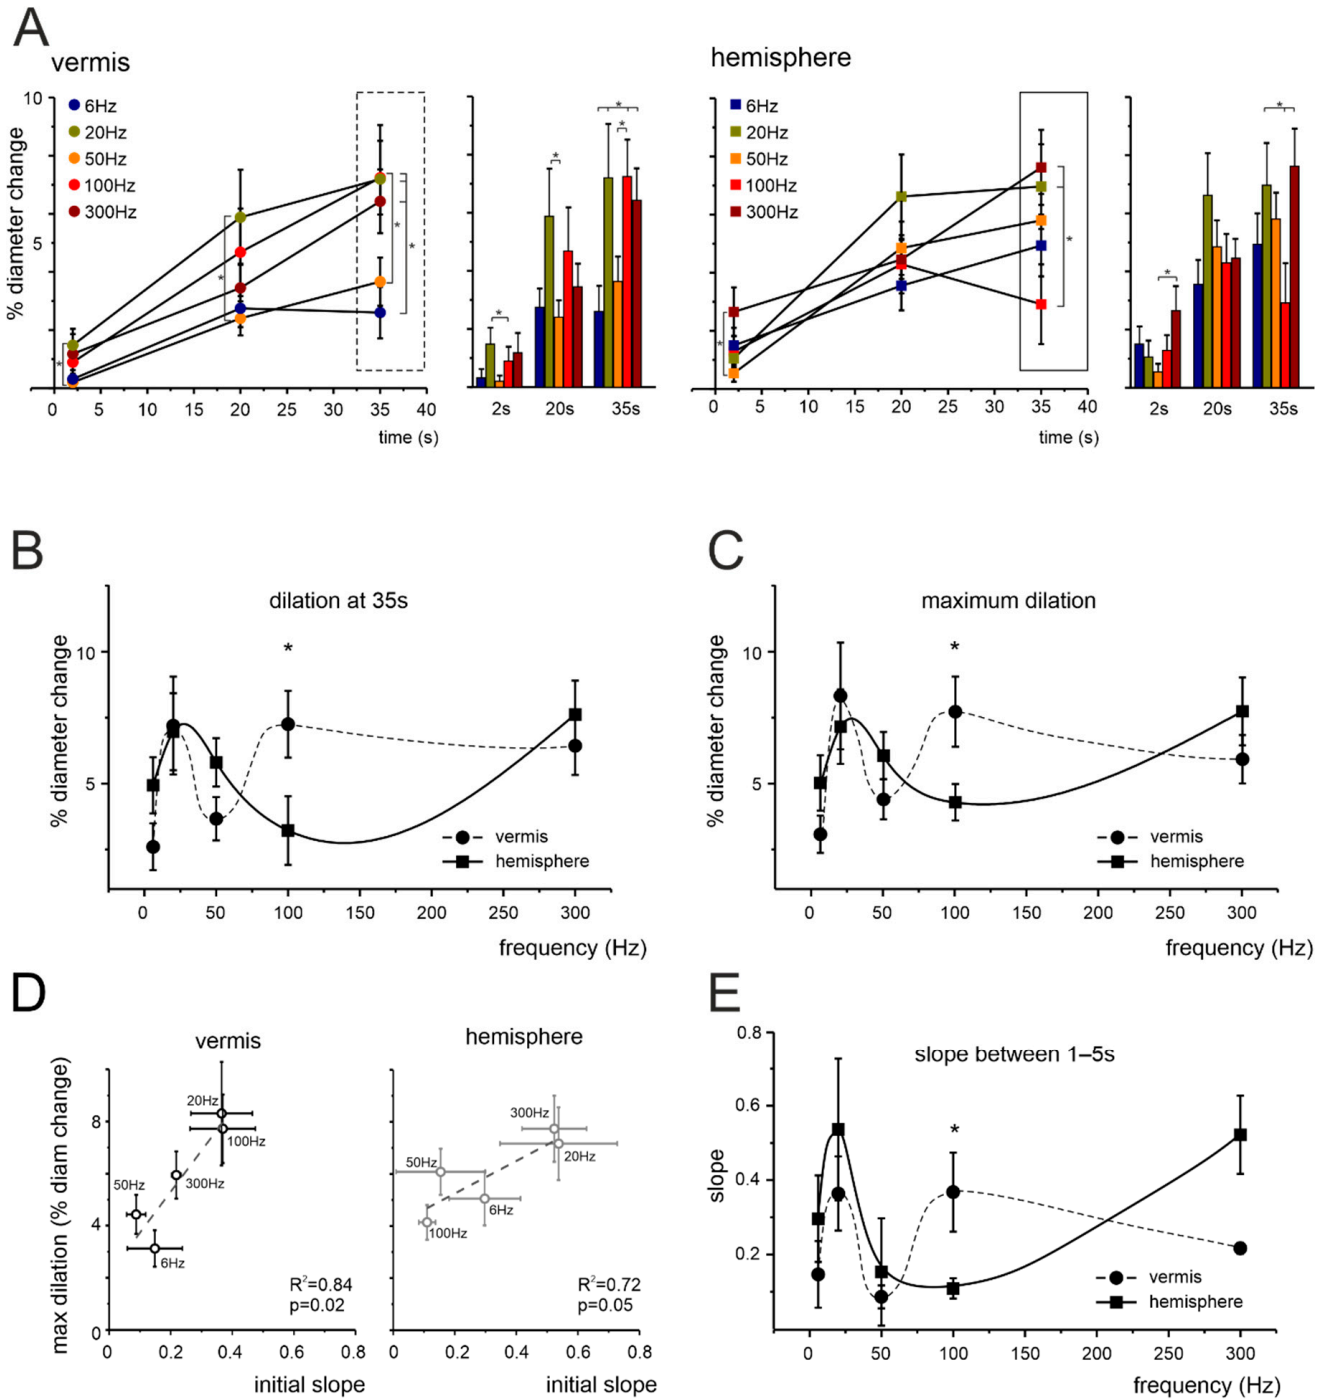 A
vermis
hemisphere
10
5
% diameter change
6Hz
20Hz
50Hz
100Hz
300Hz
*
*
*
*
0 5 10 15 20 25 30 35 40
time (s)
*
*
*
*
2s 20s 35s
% diameter change
6Hz
20Hz
50Hz
100Hz
300Hz
*
*
0 5 10 15 20 25 30 35 40
time (s)
*
*
2s 20s 35s
B
dilation at 35s
% diameter change
10
5
*
vermis
hemisphere
0 50 100 150 200 250 300
frequency (Hz)
C
maximum dilation
% diameter change
10
5
*
vermis
hemisphere
0 50 100 150 200 250 300
frequency (Hz)
D
vermis
max dilation (% diam change)
8
4
0
20Hz
100Hz
50Hz
300Hz
6Hz
R²=0.84
p=0.02
0 0.2 0.4 0.6 0.8
initial slope
hemisphere
300Hz
20Hz
50Hz
6Hz
100Hz
R²=0.72
p=0.05
0 0.2 0.4 0.6 0.8
initial slope
E
slope between 1–5s
slope
0.8
0.6
0.4
0.2
*
vermis
hemisphere
0 50 100 150 200 250 300
frequency (Hz)